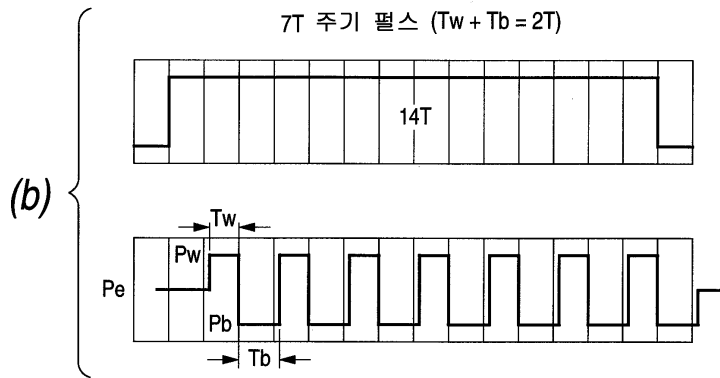 7T 주기 펄스 (Tw + Tb = 2T)
14T
(b)
Tw
Pw
Pe
Pb
Tb